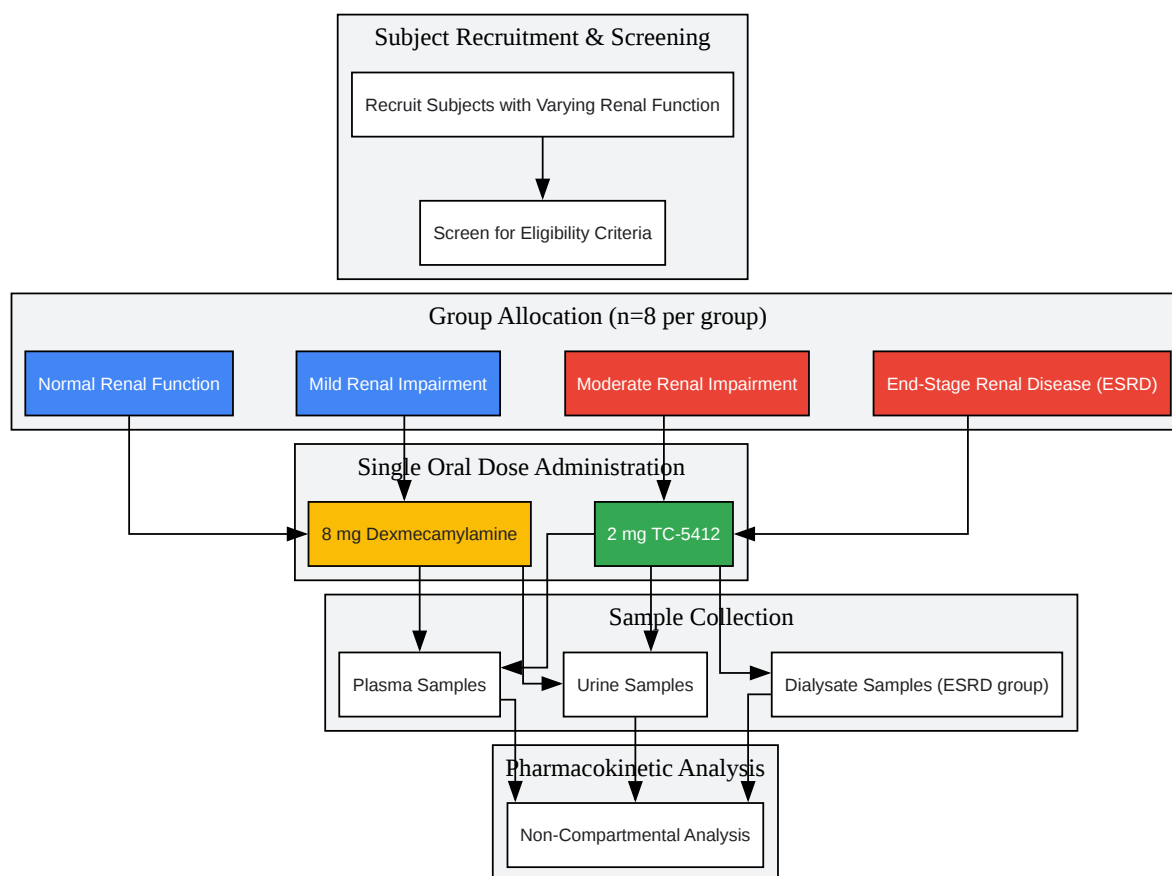 Subject Recruitment & Screening
Recruit Subjects with Varying Renal Function
Screen for Eligibility Criteria
Group Allocation (n=8 per group)
Normal Renal Function
Mild Renal Impairment
Moderate Renal Impairment
End-Stage Renal Disease (ESRD)
Single Oral Dose Administration
8 mg Dexmecamylamine
2 mg TC-5412
Sample Collection
Plasma Samples
Urine Samples
Dialysate Samples (ESRD group)
Pharmacokinetic Analysis
Non-Compartmental Analysis